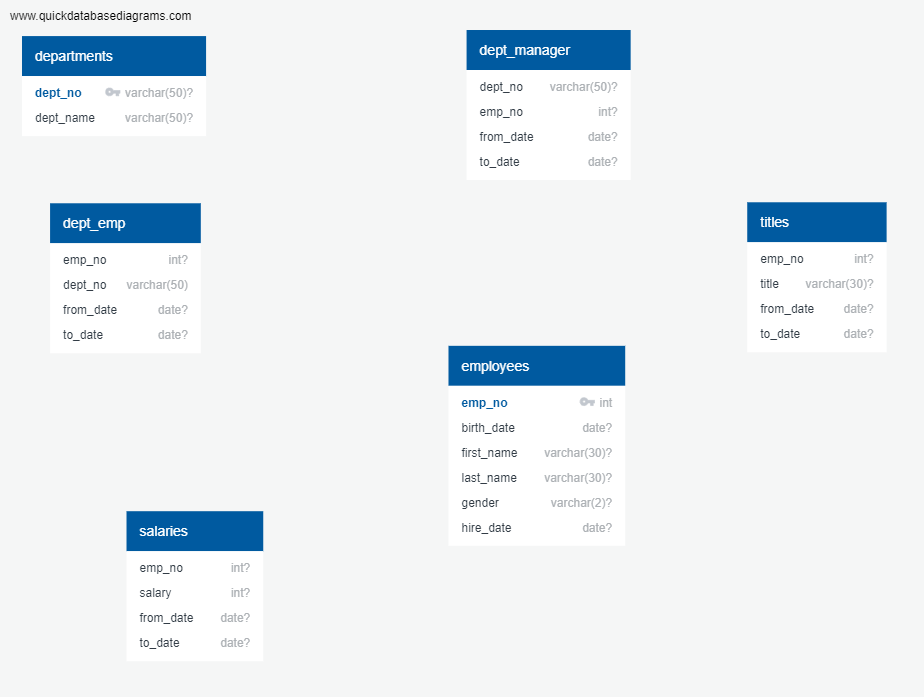 www.quickdatabasediagrams.com
departments
dept_no varchar(50)?
dept_name varchar(50)?
dept_manager
dept_no varchar(50)?
emp_no int?
from_date date?
to_date date?
dept_emp
emp_no int?
dept_no varchar(50)
from_date date?
to_date date?
titles
emp_no int?
title varchar(30)?
from_date date?
to_date date?
employees
emp_no int
birth_date date?
first_name varchar(30)?
last_name varchar(30)?
gender varchar(2)?
hire_date date?
salaries
emp_no int?
salary int?
from_date date?
to_date date?